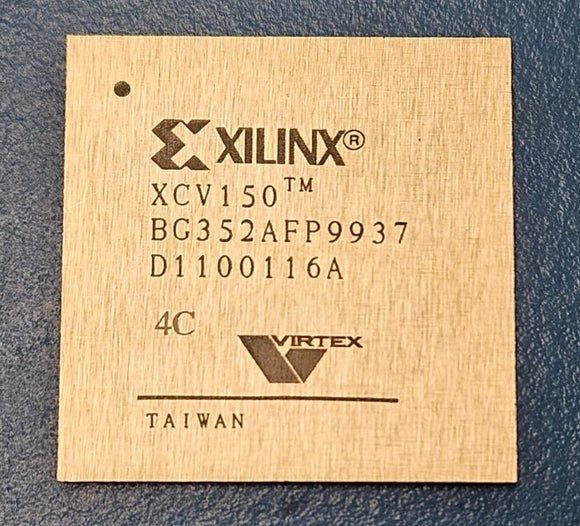 XILINX®
XCV150™
BG352AFP9937
D1100116A
4C
VIRTEX
TAIWAN